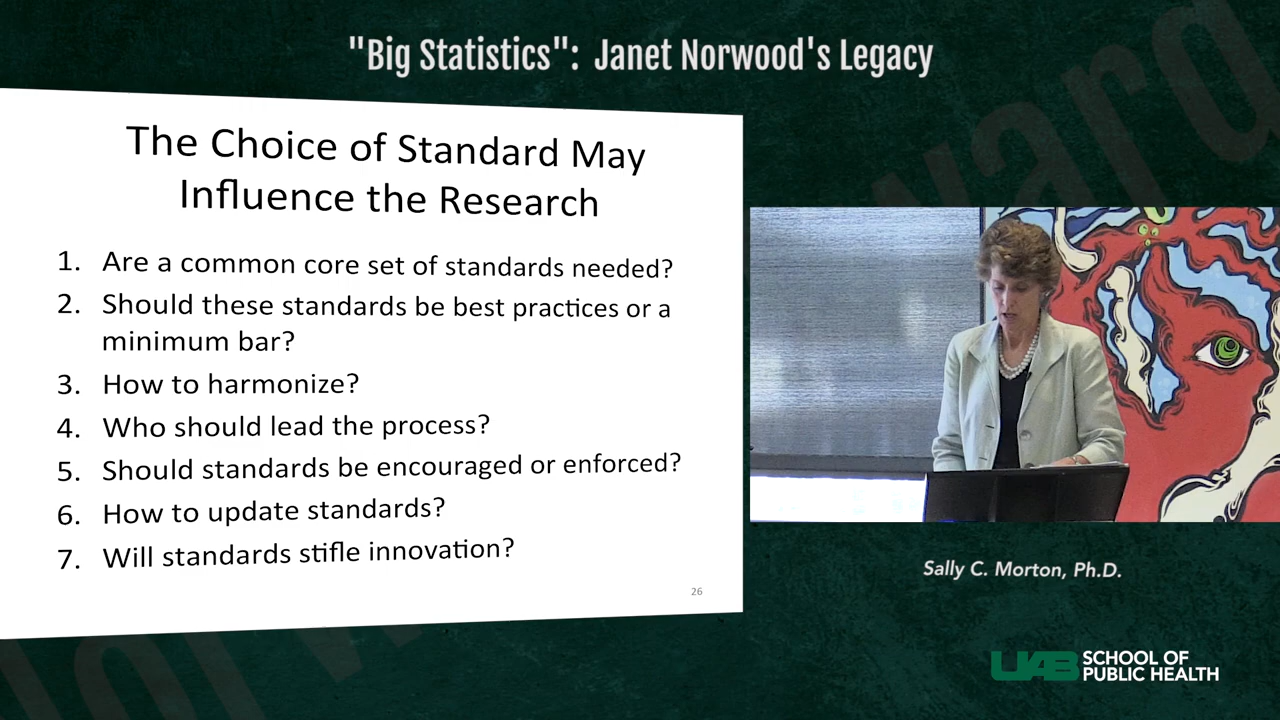 "Big Statistics": Janet Norwood's Legacy
The Choice of Standard May
Influence the Research
1. Are a common core set of standards needed?
2. Should these standards be best practices or a
minimum bar?
3. How to harmonize?
4. Who should lead the process?
5. Should standards be encouraged or enforced?
6. How to update standards?
7. Will standards stifle innovation?
26
Sally C. Morton, Ph.D.
UAB SCHOOL OF
PUBLIC HEALTH